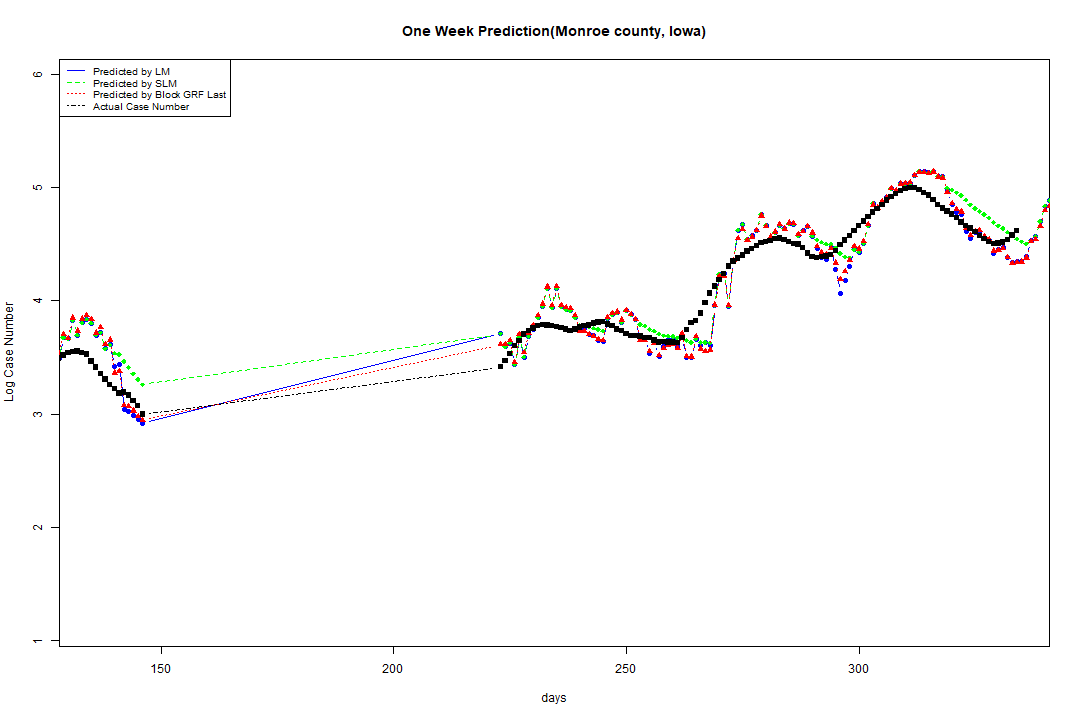 One Week Prediction(Monroe county, Iowa)
Predicted by LM
Predicted by SLM
Predicted by Block GRF Last
Actual Case Number
6
5
4
3
2
1
Log Case Number
150
200
250
300
days